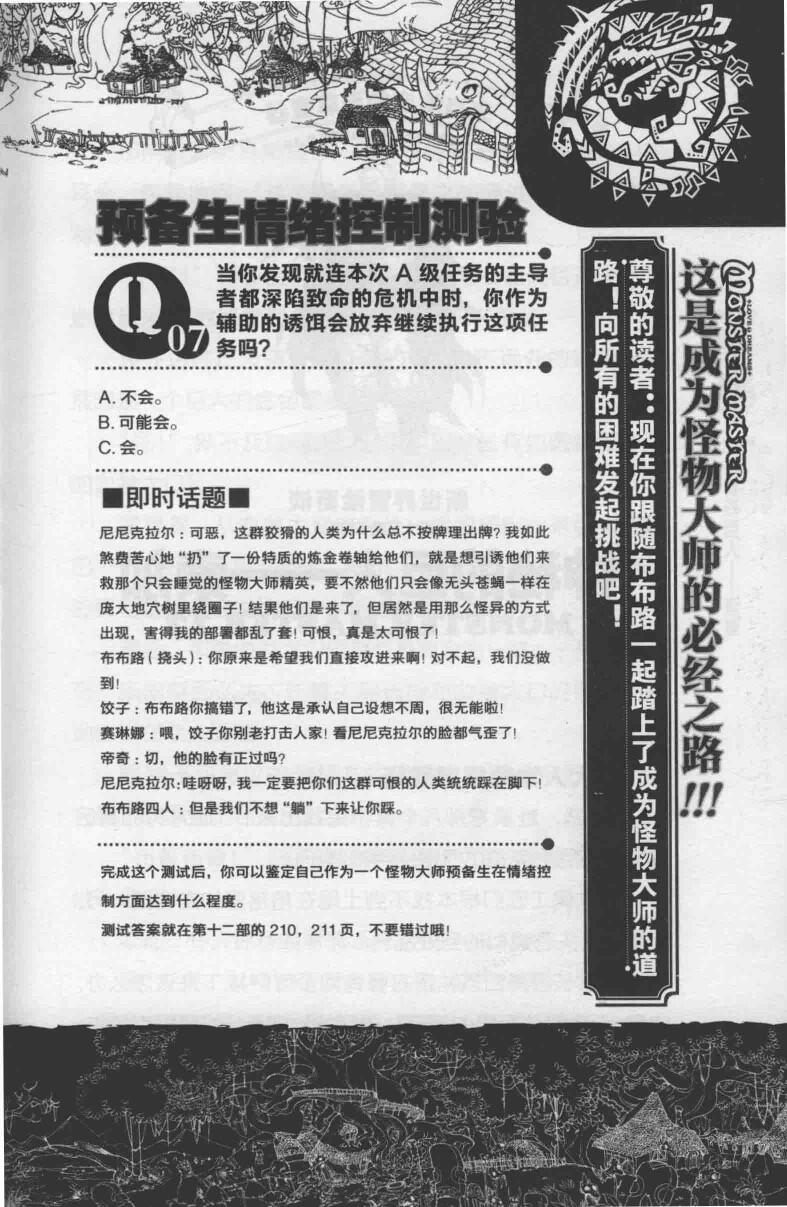 预备生情绪控制测验
Q
07
当你发现就连本次 A 级任务的主导
者都深陷致命的危机中时，你作为
辅助的诱饵会放弃继续执行这项任
务吗？
A. 不会。
B. 可能会。
C. 会。
■即时话题■
尼尼克拉尔：可恶，这群狡猾的人类为什么总不按牌理出牌？我如此
煞费苦心地“扔”了一份特质的炼金卷轴给他们，就是想引诱他们来
救那个只会睡觉的怪物大师精英，要不然他们只会像无头苍蝇一样在
庞大地穴树里绕圈子！结果他们是来了，但居然是用那么怪异的方式
出现，害得我的部署都乱了套！可恨，真是太可恨了！
布布路（挠头）：你原来是希望我们直接攻进来啊！对不起，我们没做
到！
饺子：布布路你搞错了，他这是承认自己设想不周，很无能啦！
赛琳娜：喂，饺子你别老打击人家！看尼尼克拉尔的脸都气歪了！
帝奇：切，他的脸有正过吗？
尼尼克拉尔：哇呀呀，我一定要把你们这群可恨的人类统统踩在脚下！
布布路四人：但是我们不想“躺”下来让你踩。
完成这个测试后，你可以鉴定自己作为一个怪物大师预备生在情绪控
制方面达到什么程度。
测试答案就在第十二部的 210，211 页，不要错过哦！
MONSTER MASTER
+LOVE & DREAMS+
这是成为怪物大师的必经之路！！！
尊敬的读者：现在你跟随布布路一起踏上了成为怪物大师的道
路！向所有的困难发起挑战吧！